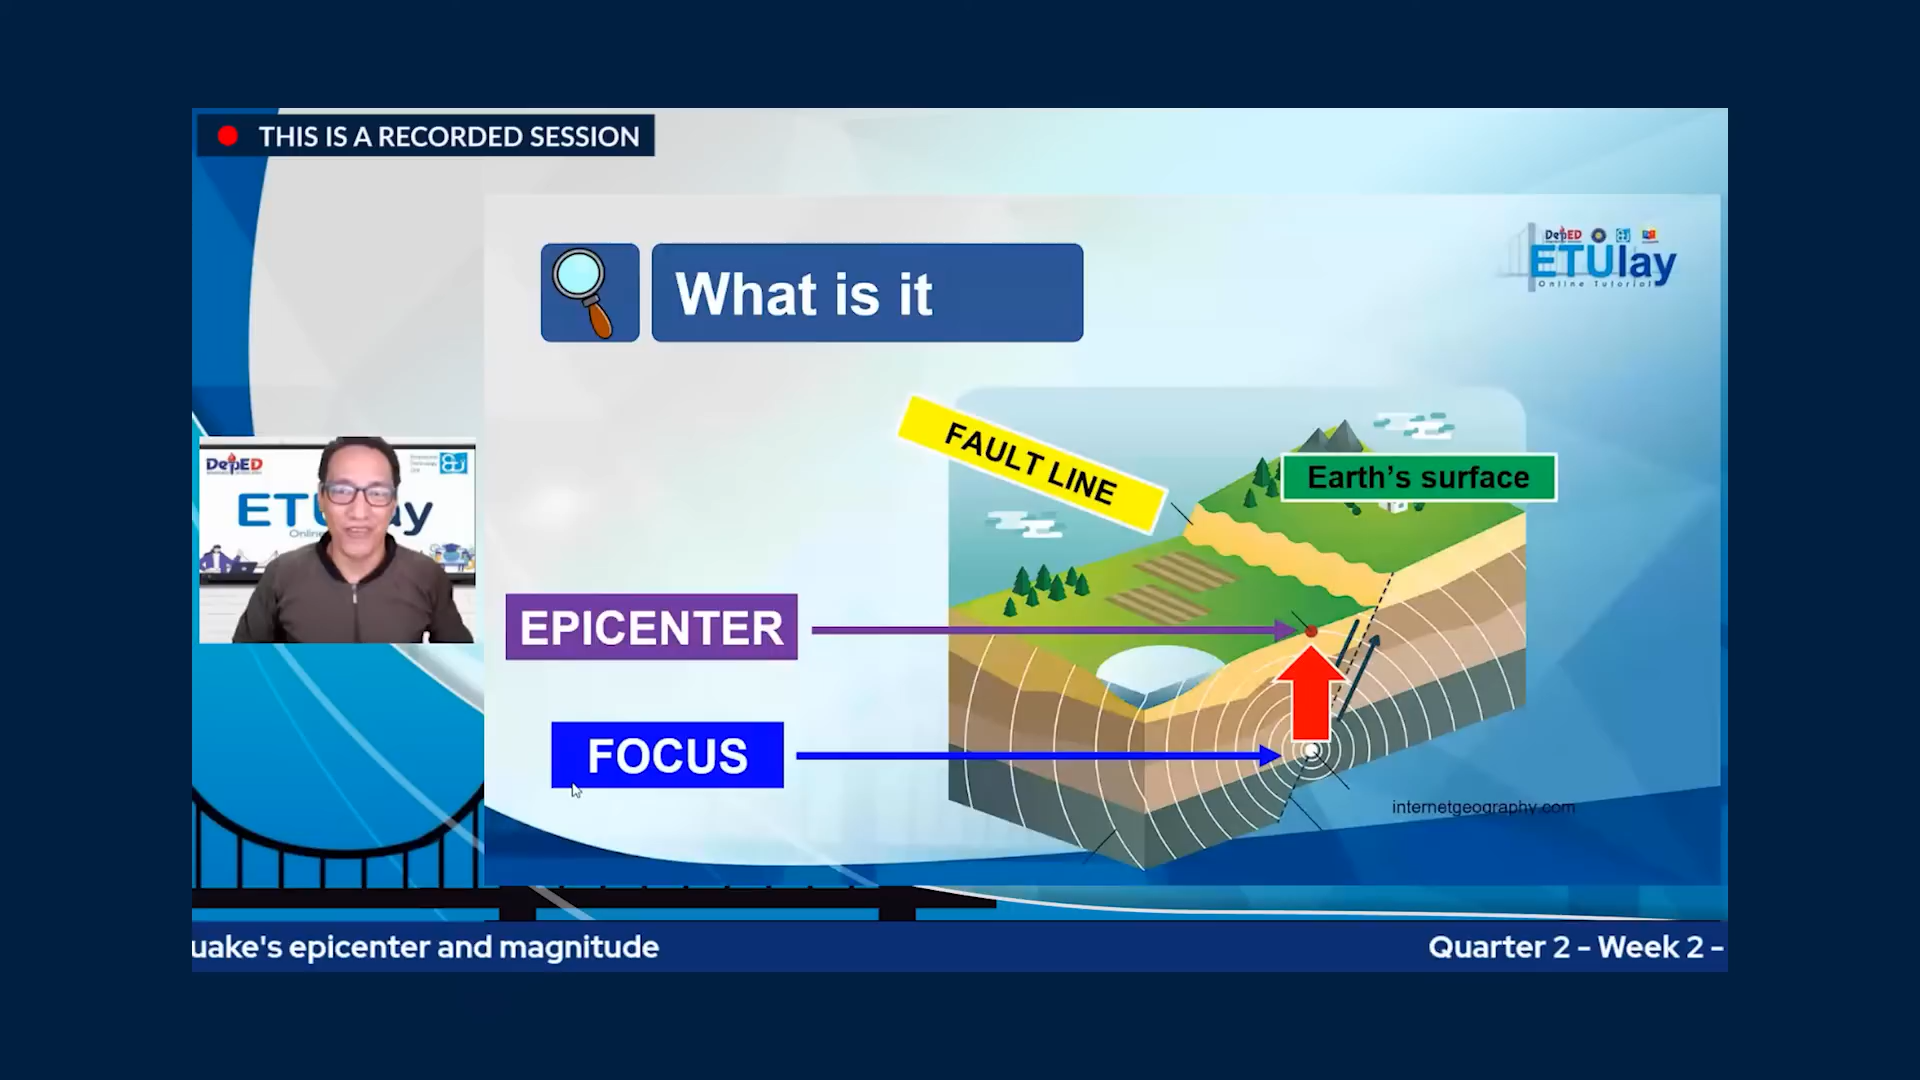 THIS IS A RECORDED SESSION
DepED
ETUlay
Online Tutorial
What is it
FAULT LINE
Earth's surface
DepED
EPICENTER
FOCUS
internetgeography.com
uake's epicenter and magnitude
Quarter 2 - Week 2 -